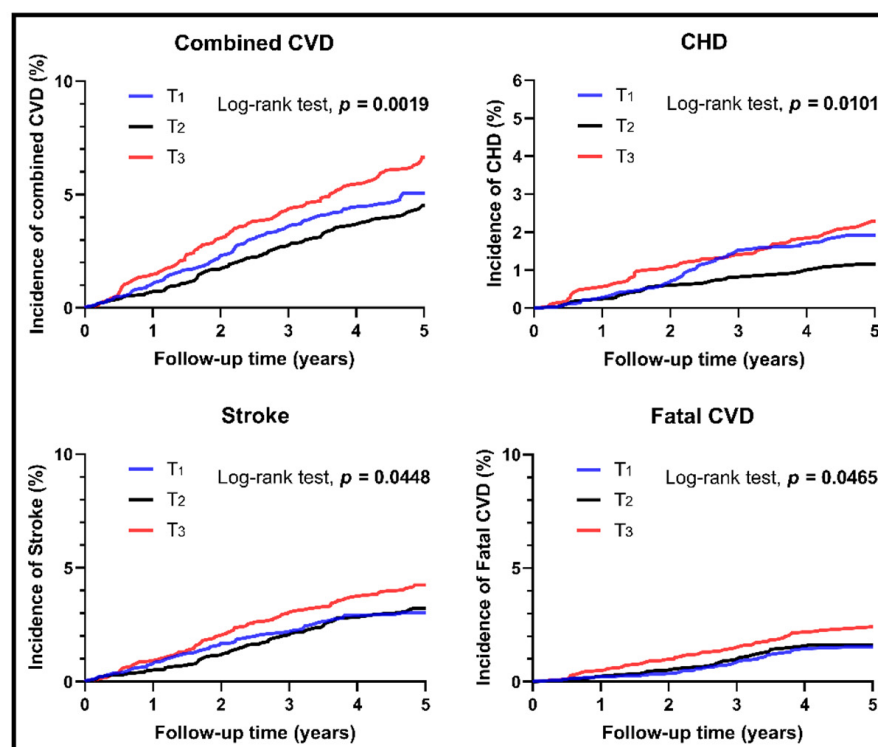 Combined CVD
Incidence of combined CVD (%)
10
5
0
T1
T2
T3
Log-rank test, p = 0.0019
0 1 2 3 4 5
Follow-up time (years)
CHD
Incidence of CHD (%)
6
5
4
3
2
1
0
T1
T2
T3
Log-rank test, p = 0.0101
0 1 2 3 4 5
Follow-up time (years)
Stroke
Incidence of Stroke (%)
10
5
0
T1
T2
T3
Log-rank test, p = 0.0448
0 1 2 3 4 5
Follow-up time (years)
Fatal CVD
Incidence of Fatal CVD (%)
10
5
0
T1
T2
T3
Log-rank test, p = 0.0465
0 1 2 3 4 5
Follow-up time (years)